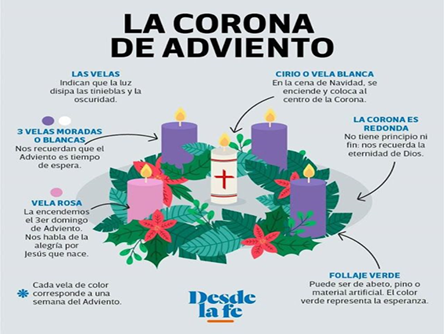 LA CORONA
DE ADVIENTO
LAS VELAS
Indican que la luz
disipa las tinieblas y la
oscuridad.
CIRIO O VELA BLANCA
En la cena de Navidad, se
enciende y coloca al
centro de la Corona.
3 VELAS MORADAS
O BLANCAS
Nos recuerdan que el
Adviento es tiempo
de espera.
LA CORONA ES
REDONDA
No tiene principio ni
fin: nos recuerda la
eternidad de Dios.
VELA ROSA
La encendemos
el 3er domingo
de Adviento.
Nos habla de la
alegría por
Jesús que nace.
FOLLAJE VERDE
Puede ser de abeto, pino o
material artificial. El color
verde representa la esperanza.
Cada vela de color
corresponde a una
semana del Adviento.
Desde
la fe